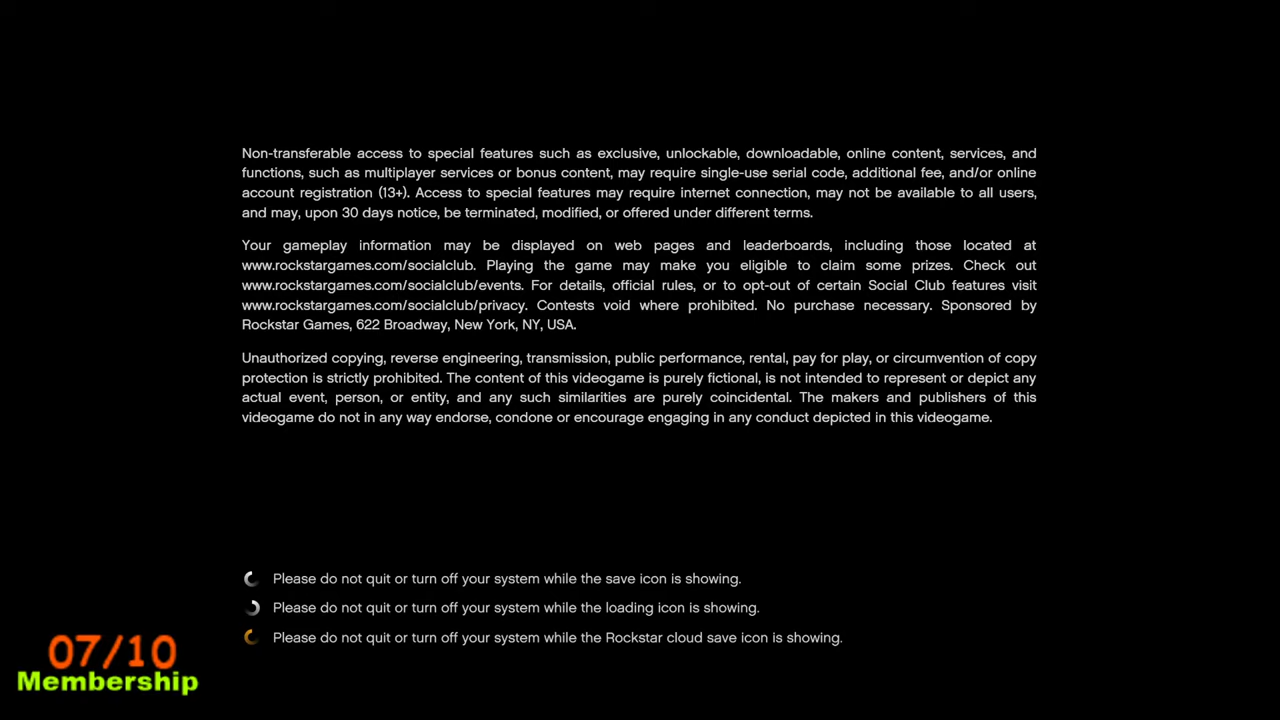 Non-transferable access to special features such as exclusive, unlockable, downloadable, online content, services, and
functions, such as multiplayer services or bonus content, may require single-use serial code, additional fee, and/or online
account registration (13+). Access to special features may require internet connection, may not be available to all users,
and may, upon 30 days notice, be terminated, modified, or offered under different terms.
Your gameplay information may be displayed on web pages and leaderboards, including those located at
www.rockstargames.com/socialclub. Playing the game may make you eligible to claim some prizes. Check out
www.rockstargames.com/socialclub/events. For details, official rules, or to opt-out of certain Social Club features visit
www.rockstargames.com/socialclub/privacy. Contests void where prohibited. No purchase necessary. Sponsored by
Rockstar Games, 622 Broadway, New York, NY, USA.
Unauthorized copying, reverse engineering, transmission, public performance, rental, pay for play, or circumvention of copy
protection is strictly prohibited. The content of this videogame is purely fictional, is not intended to represent or depict any
actual event, person, or entity, and any such similarities are purely coincidental. The makers and publishers of this
videogame do not in any way endorse, condone or encourage engaging in any conduct depicted in this videogame.
Please do not quit or turn off your system while the save icon is showing.
Please do not quit or turn off your system while the loading icon is showing.
Please do not quit or turn off your system while the Rockstar cloud save icon is showing.
07/10
Membership